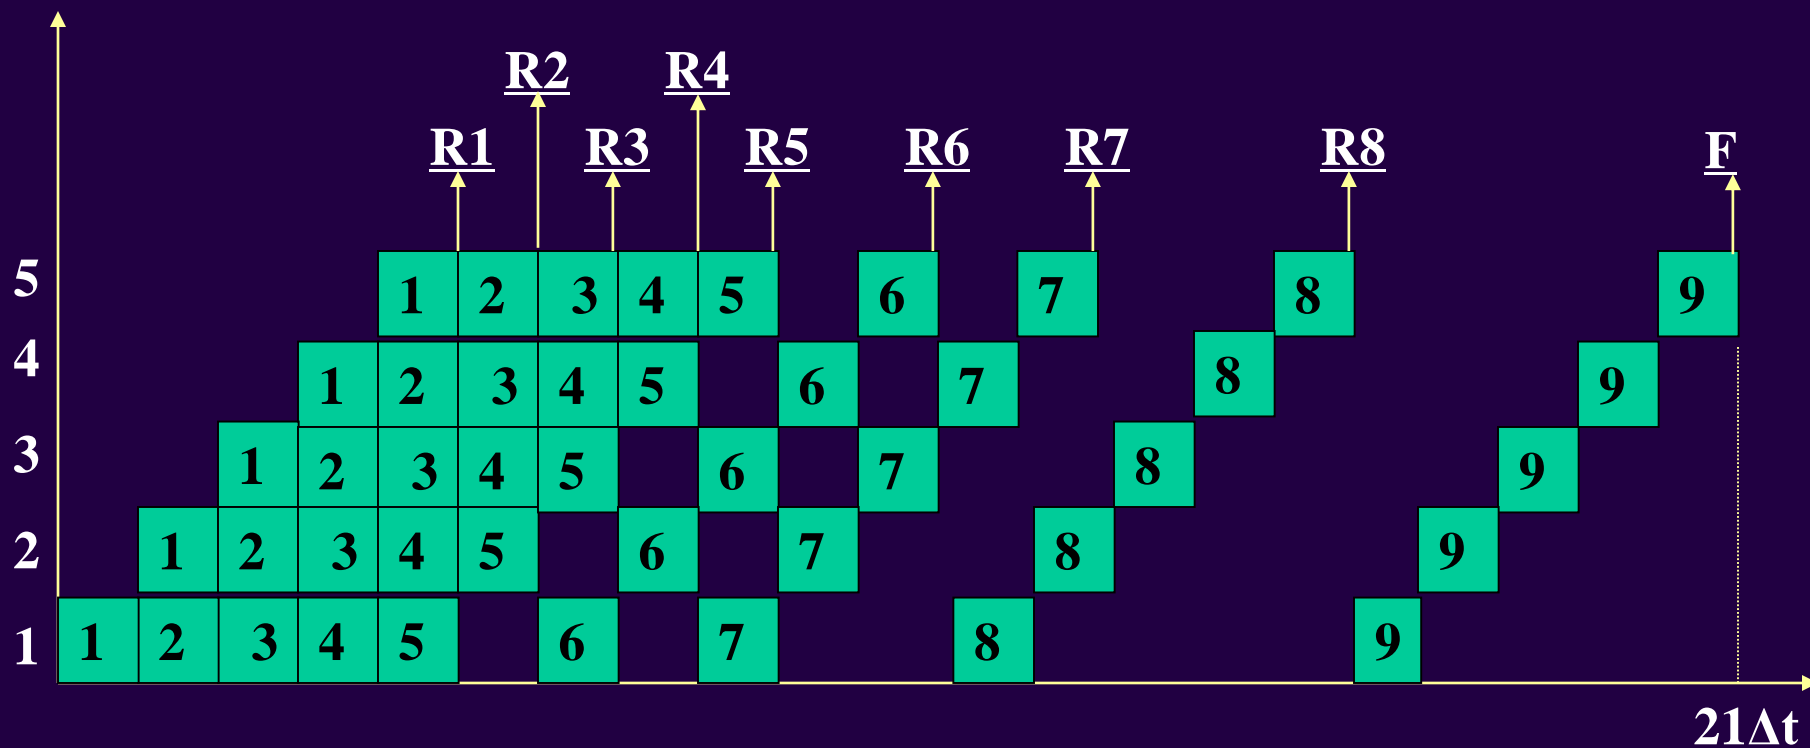 R2 R4
R1 R3 R5 R6 R7 R8 F
5 1 2 3 4 5 6 7 8 9
4 1 2 3 4 5 6 7 8 9
3 1 2 3 4 5 6 7 8 9
2 1 2 3 4 5 6 7 8 9
1 1 2 3 4 5 6 7 8 9
21Δt